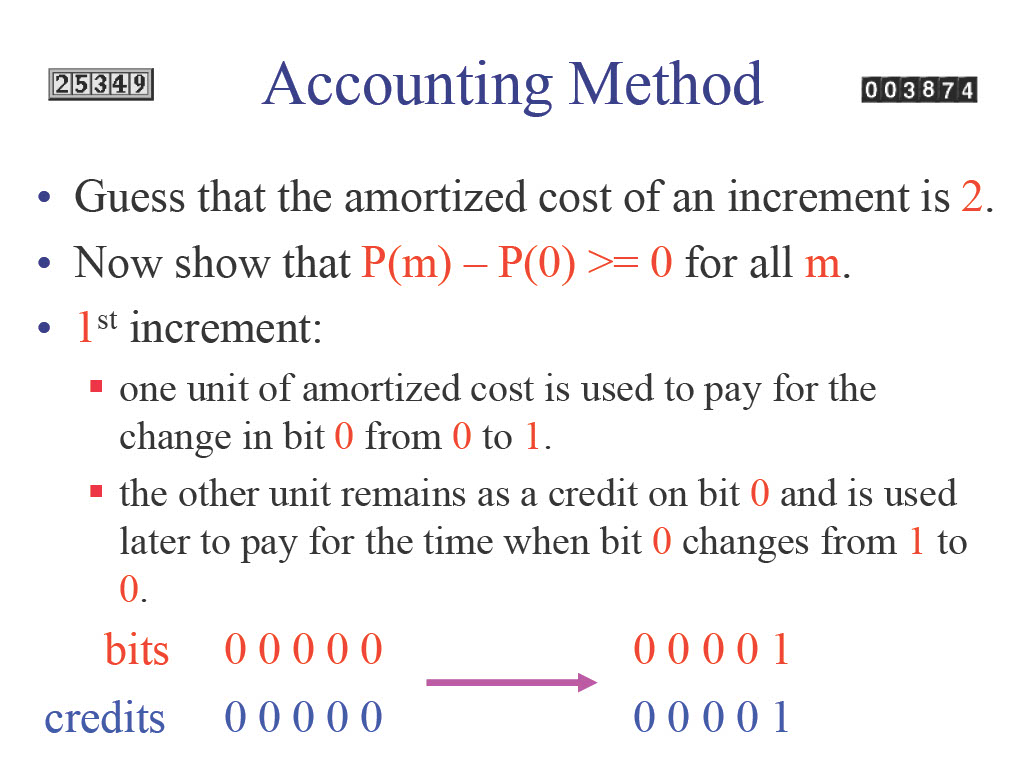 25349
Accounting Method
003874
• Guess that the amortized cost of an increment is 2.
• Now show that P(m) – P(0) >= 0 for all m.
• 1st increment:
▪ one unit of amortized cost is used to pay for the
change in bit 0 from 0 to 1.
▪ the other unit remains as a credit on bit 0 and is used
later to pay for the time when bit 0 changes from 1 to
0.
bits 0 0 0 0 0 0 0 0 0 1
credits 0 0 0 0 0 0 0 0 0 1